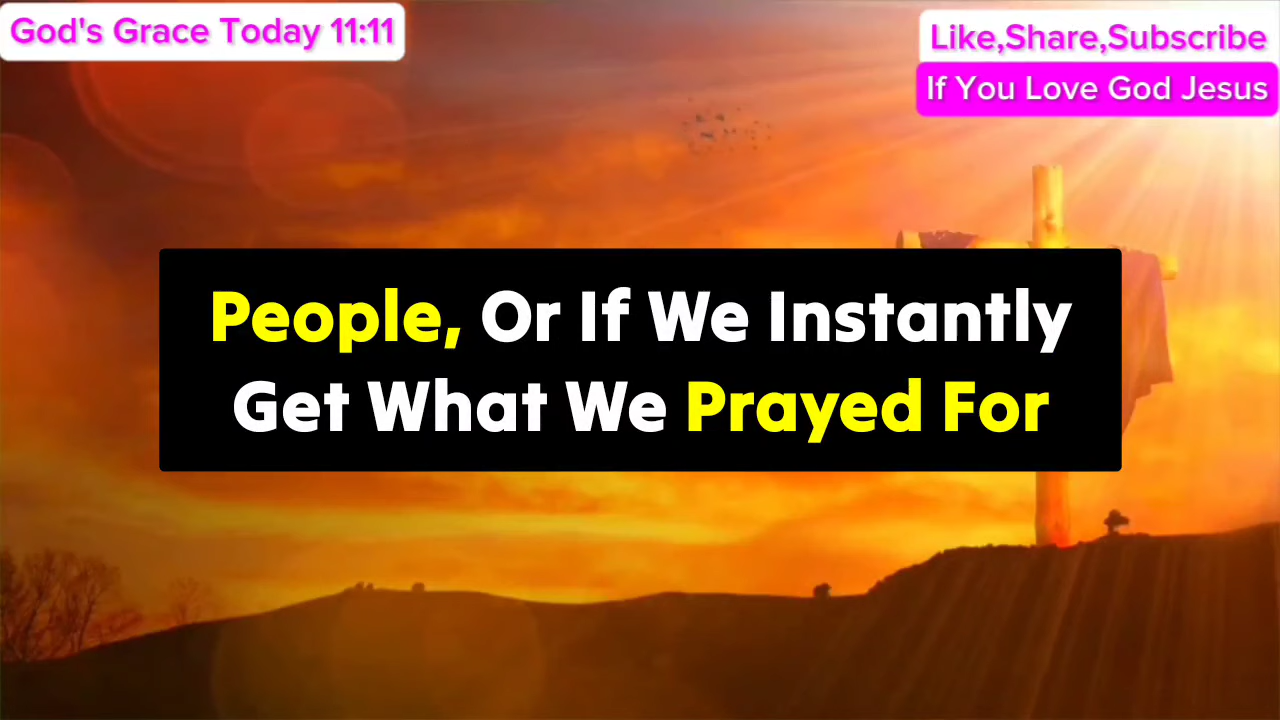 God's Grace Today 11:11
Like,Share,Subscribe
If You Love God Jesus
People, Or If We Instantly
Get What We Prayed For